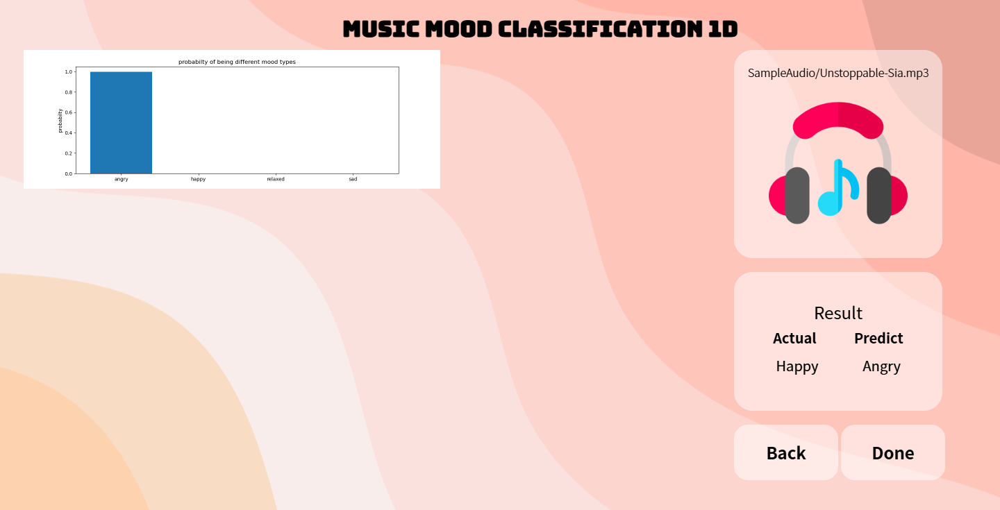 MUSIC MOOD CLASSIFICATION 1D
probabilty of being different mood types
probabilty
1.0
0.8
0.6
0.4
0.2
0.0
angry happy relaxed sad
SampleAudio/Unstoppable-Sia.mp3
Result
Actual Predict
Happy Angry
Back Done